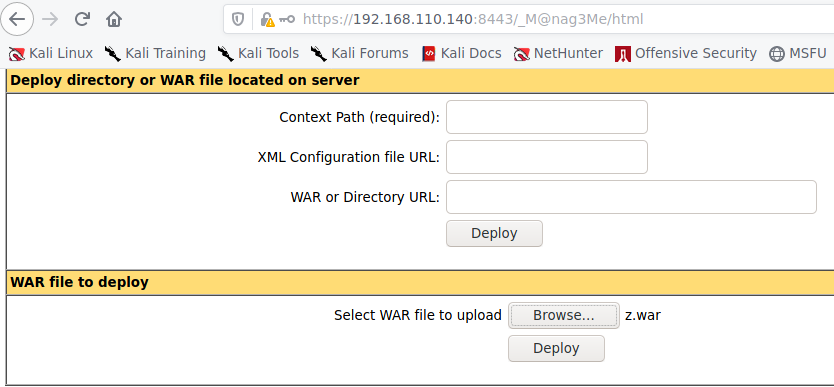 https://192.168.110.140:8443/_M@nag3Me/html
Kali Linux Kali Training Kali Tools Kali Forums Kali Docs NetHunter Offensive Security MSFU
Deploy directory or WAR file located on server
Context Path (required):
XML Configuration file URL:
WAR or Directory URL:
Deploy
WAR file to deploy
Select WAR file to upload Browse... z.war
Deploy